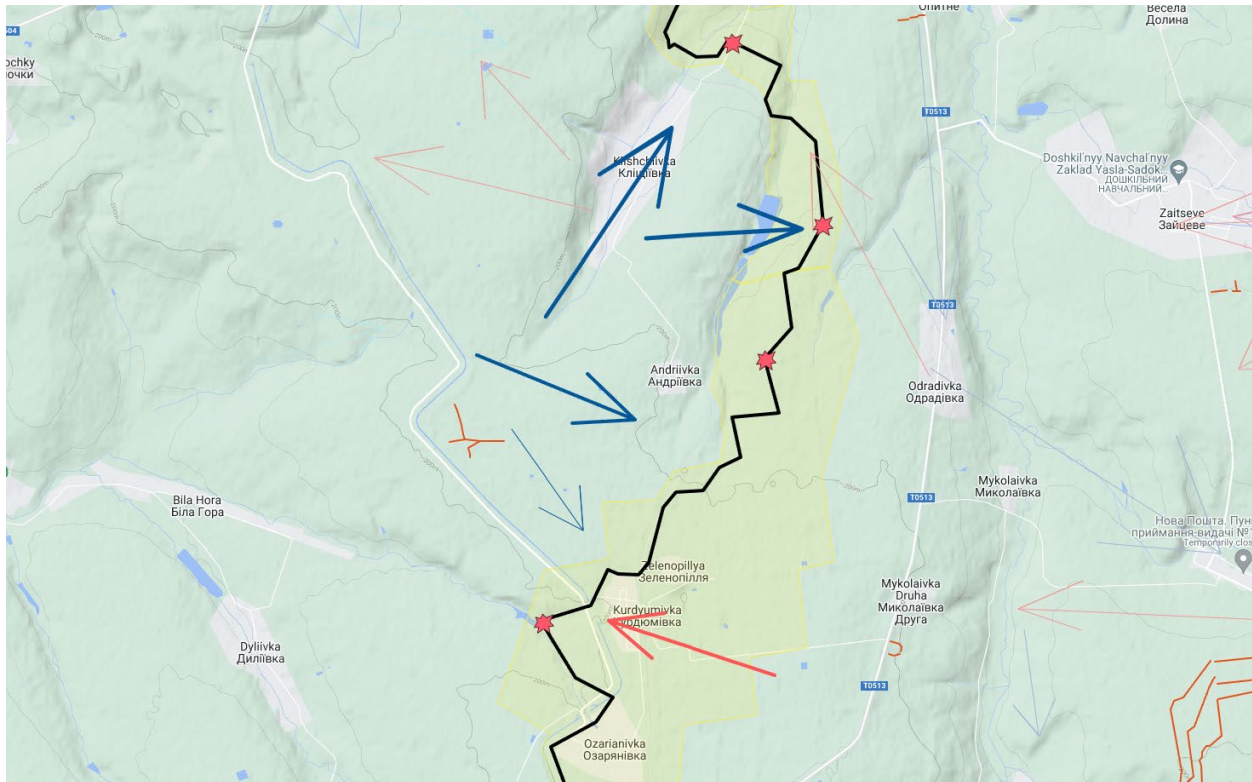 Опитне
Весела
Долина
ochky
очки
T0513
Klishchiivka
Кліщіївка
Doshkil'nyy Navchal'nyy
Zaklad Yasla-Sadok...
ДОШКІЛЬНИЙ
НАВЧАЛЬНИЙ...
Zaitseve
Зайцеве
T0513
Andriivka
Андріївка
Odradivka
Одрадівка
Bila Hora
Біла Гора
T0513
Mykolaivka
Миколаївка
Нова Пошта. Пун
приймання-видачі №1
Temporarily clos
Zelenopillya
Зеленопілля
Mykolaivka
Druha
Миколаївка
Друга
Kurdyumivka
Dyliivka
Диліївка
T0513
Ozarianivka
Озарянівка